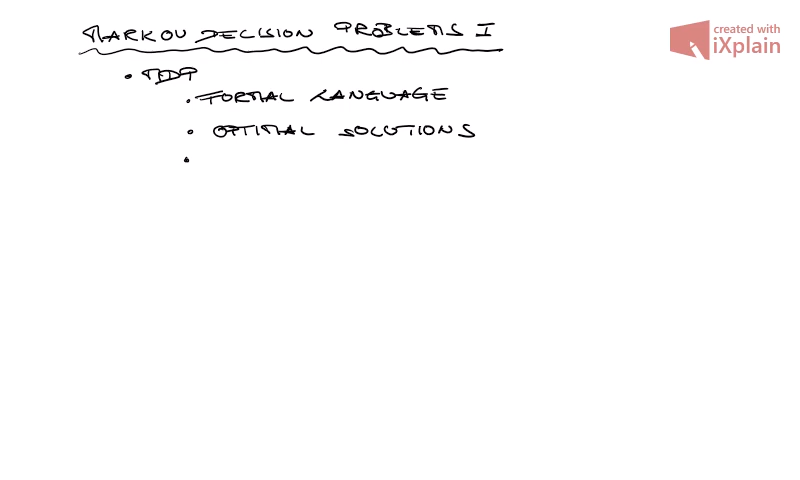 MARKOV DECISION PROBLEMS I
• MDP
• FORMAL LANGUAGE
• OPTIMAL SOLUTIONS
•
created with
iXplain